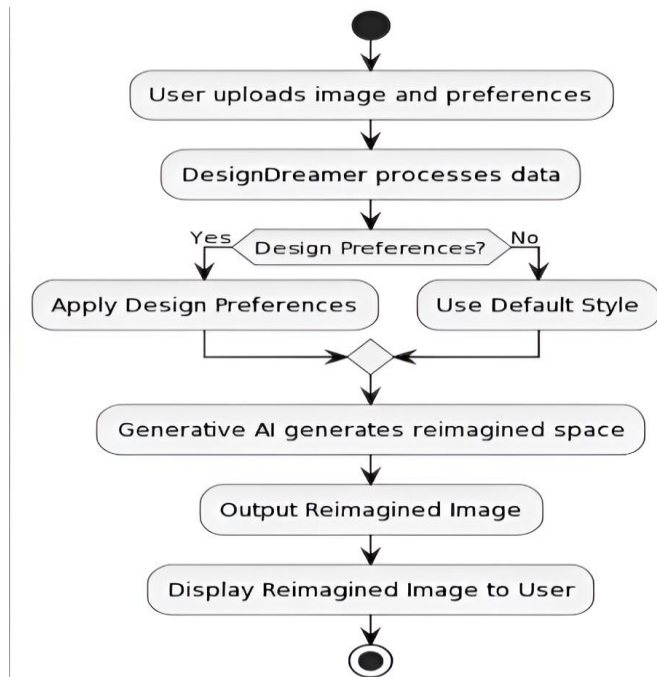 User uploads image and preferences
DesignDreamer processes data
Yes
Design Preferences?
No
Apply Design Preferences
Use Default Style
Generative AI generates reimagined space
Output Reimagined Image
Display Reimagined Image to User